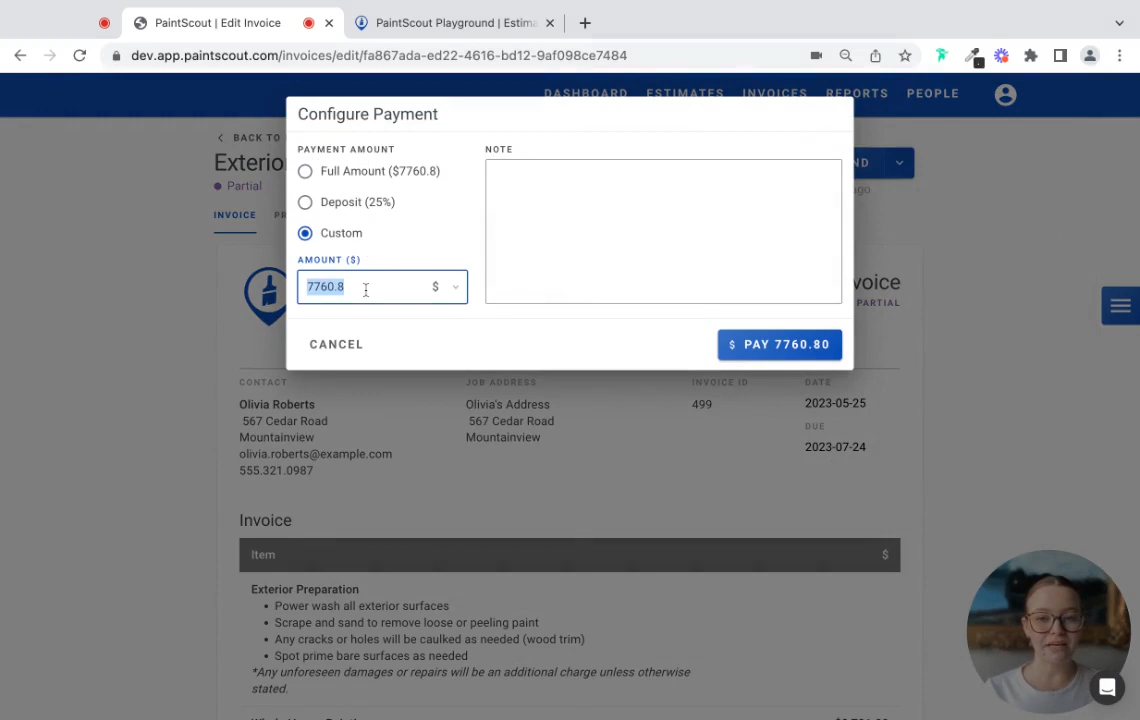 PaintScout | Edit Invoice
PaintScout Playground | Estima
dev.app.paintscout.com/invoices/edit/fa867ada-ed22-4616-bd12-9af098ce7484
DASHBOARD ESTIMATES INVOICES REPORTS PEOPLE
BACK TO
Exterio
Partial
ND
ago
INVOICE
Configure Payment
PAYMENT AMOUNT
Full Amount ($7760.8)
Deposit (25%)
Custom
AMOUNT ($)
7760.8 $
NOTE
CANCEL
$ PAY 7760.80
voice
PARTIAL
CONTACT
Olivia Roberts
567 Cedar Road
Mountainview
olivia.roberts@example.com
555.321.0987
JOB ADDRESS
Olivia's Address
567 Cedar Road
Mountainview
INVOICE ID
499
DATE
2023-05-25
DUE
2023-07-24
Invoice
Item $
Exterior Preparation
• Power wash all exterior surfaces
• Scrape and sand to remove loose or peeling paint
• Any cracks or holes will be caulked as needed (wood trim)
• Spot prime bare surfaces as needed
*Any unforeseen damages or repairs will be an additional charge unless otherwise
stated.